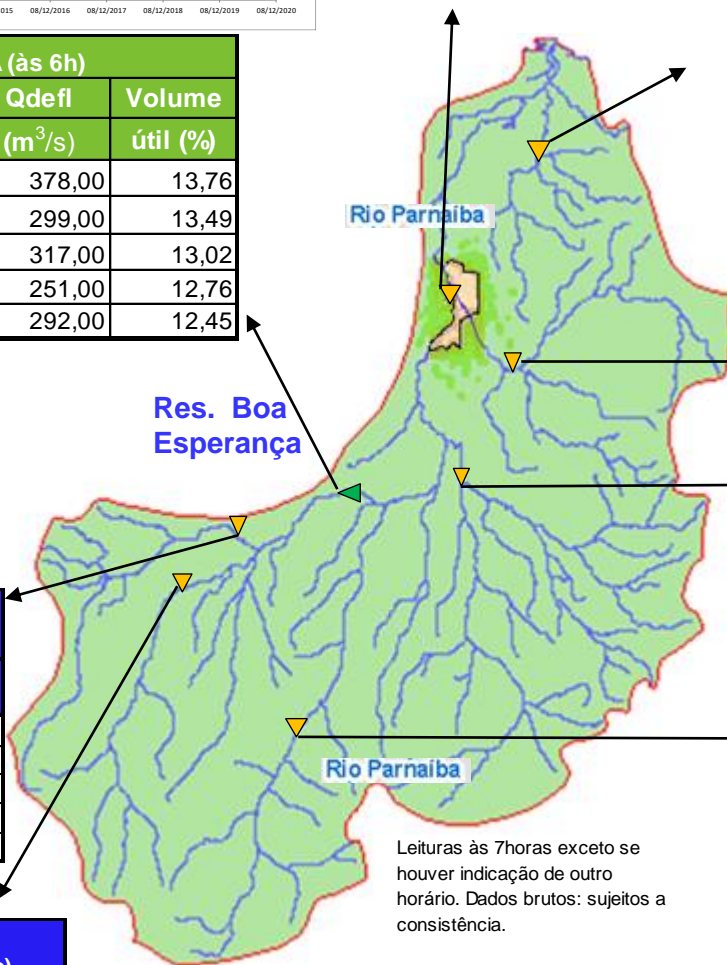 2015 08/12/2016 08/12/2017 08/12/2018 08/12/2019 08/12/2020
(às 6h)
Qdefl Volume
(m³/s) útil (%)
378,00 13,76
299,00 13,49
317,00 13,02
251,00 12,76
292,00 12,45
Rio Parnaíba
Res. Boa
Esperança
Rio Parnaíba
Leituras às 7horas exceto se
houver indicação de outro
horário. Dados brutos: sujeitos a
consistência.